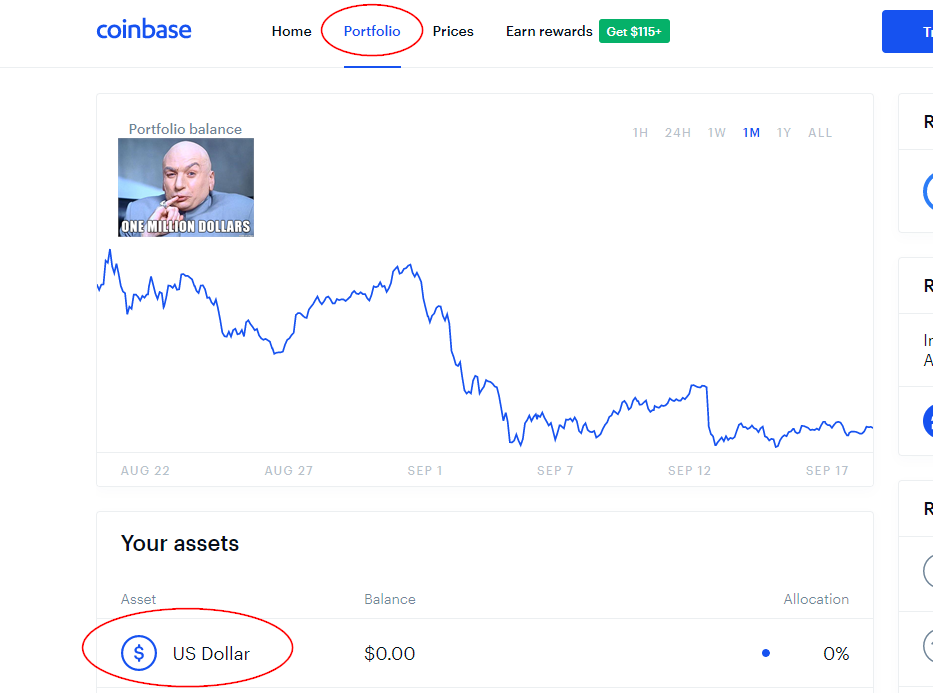 coinbase
Home Portfolio Prices Earn rewards Get $115+
Portfolio balance
1H 24H 1W 1M 1Y ALL
ONE MILLION DOLLARS
AUG 22 AUG 27 SEP 1 SEP 7 SEP 12 SEP 17
Your assets
Asset Balance Allocation
$ US Dollar $0.00 0%